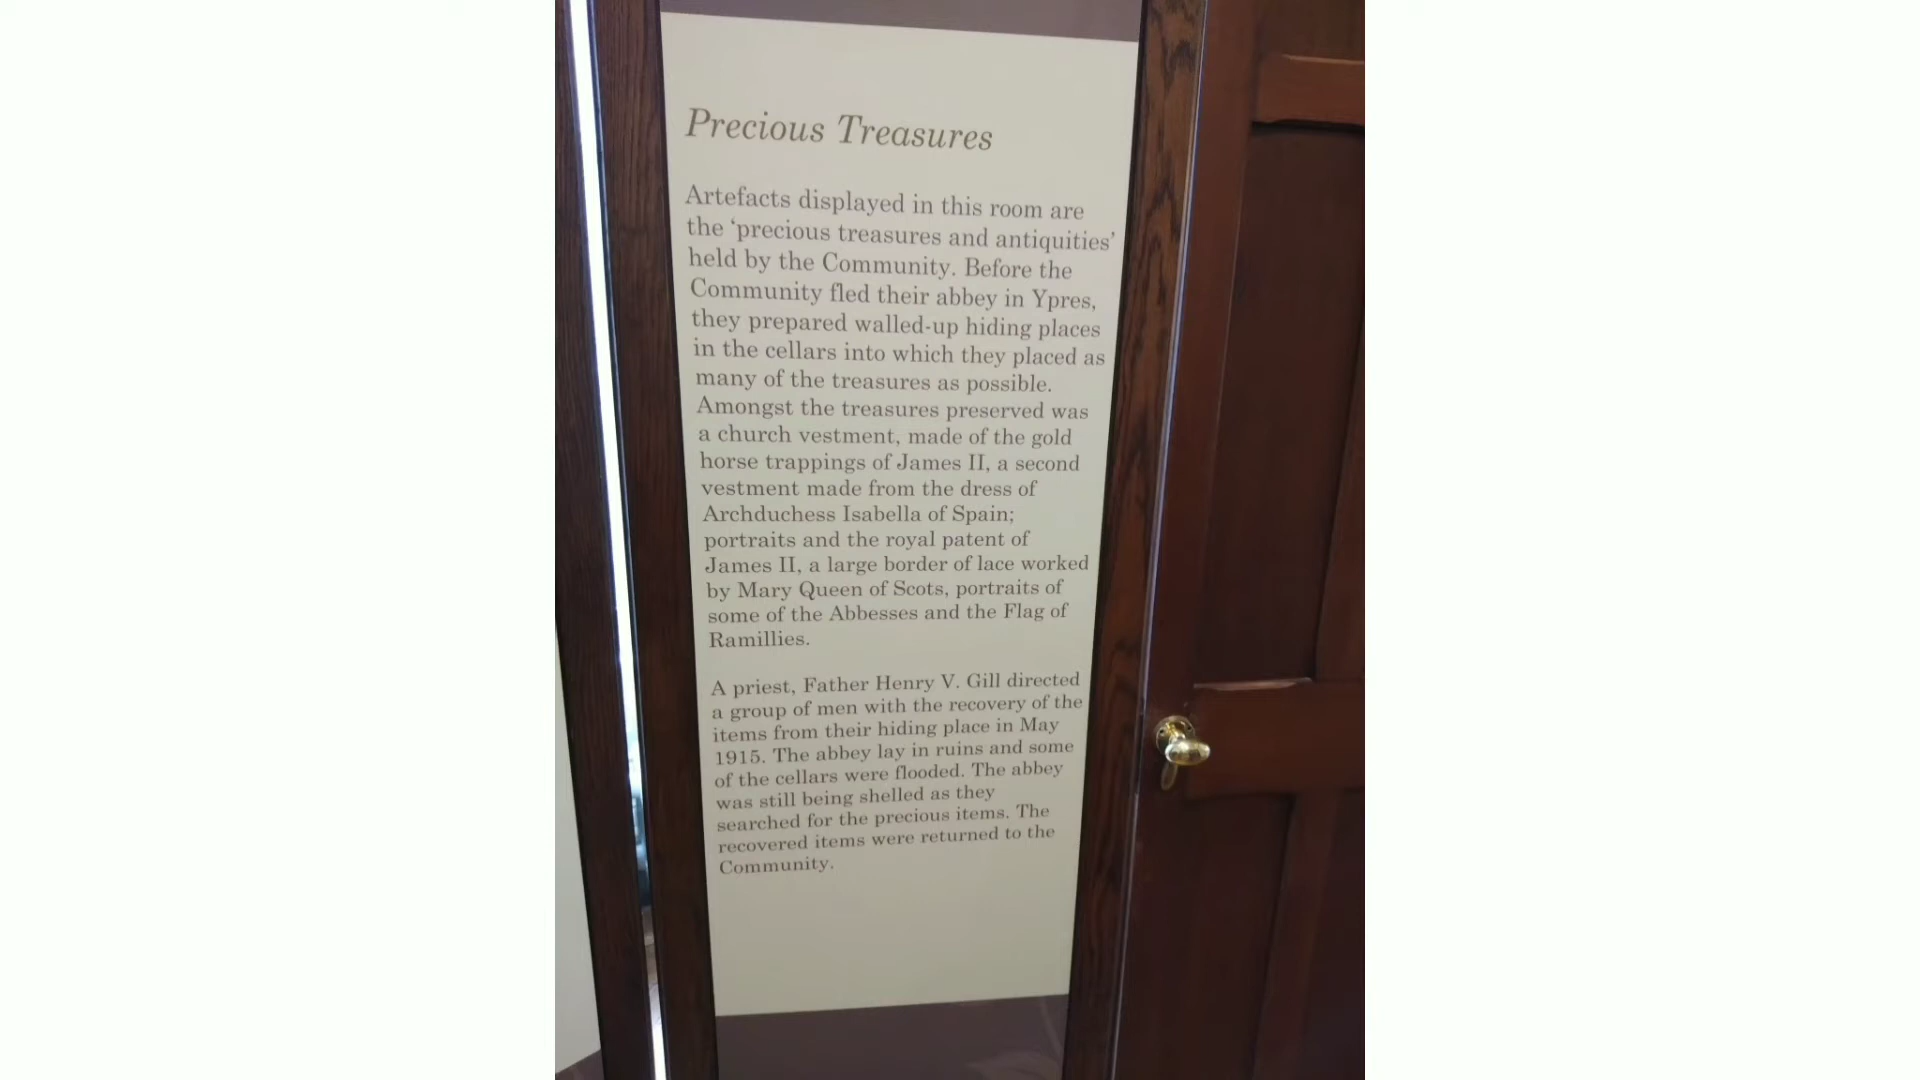 Precious Treasures
Artefacts displayed in this room are
the ‘precious treasures and antiquities’
held by the Community. Before the
Community fled their abbey in Ypres,
they prepared walled-up hiding places
in the cellars into which they placed as
many of the treasures as possible.
Amongst the treasures preserved was
a church vestment, made of the gold
horse trappings of James II, a second
vestment made from the dress of
Archduchess Isabella of Spain;
portraits and the royal patent of
James II, a large border of lace worked
by Mary Queen of Scots, portraits of
some of the Abbesses and the Flag of
Ramillies.
A priest, Father Henry V. Gill directed
a group of men with the recovery of the
items from their hiding place in May
1915. The abbey lay in ruins and some
of the cellars were flooded. The abbey
was still being shelled as they
searched for the precious items. The
recovered items were returned to the
Community.